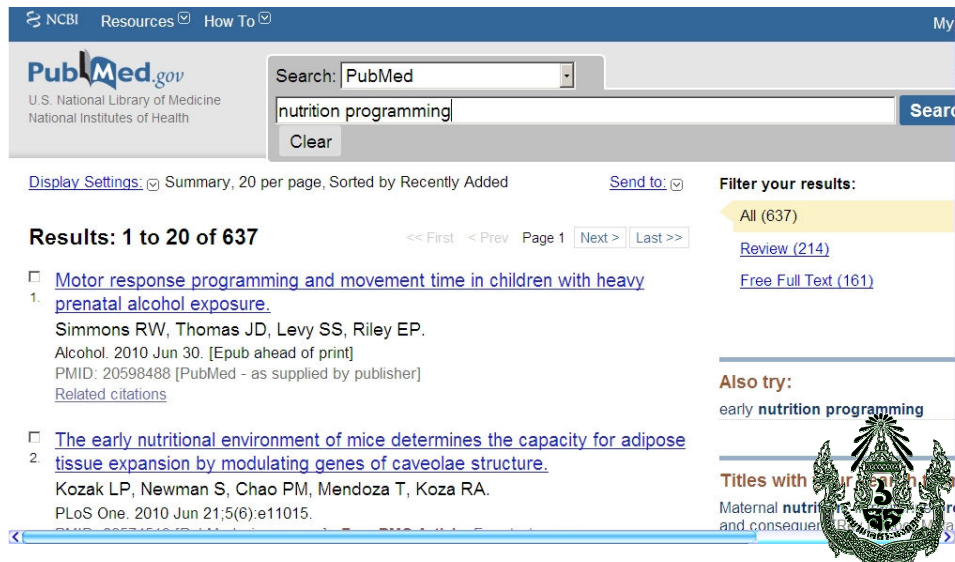 NCBI Resources How To My
PubMed.gov
U.S. National Library of Medicine
National Institutes of Health
Search: PubMed
nutrition programming
Searc
Clear
Display Settings: Summary, 20 per page, Sorted by Recently Added Send to:
Results: 1 to 20 of 637
<< First < Prev Page 1 Next > Last >>
1. Motor response programming and movement time in children with heavy
prenatal alcohol exposure.
Simmons RW, Thomas JD, Levy SS, Riley EP.
Alcohol. 2010 Jun 30. [Epub ahead of print]
PMID: 20598488 [PubMed - as supplied by publisher]
Related citations
2. The early nutritional environment of mice determines the capacity for adipose
tissue expansion by modulating genes of caveolae structure.
Kozak LP, Newman S, Chao PM, Mendoza T, Koza RA.
PLoS One. 2010 Jun 21;5(6):e11015.
Filter your results:
All (637)
Review (214)
Free Full Text (161)
Also try:
early nutrition programming
Titles with
Maternal
and